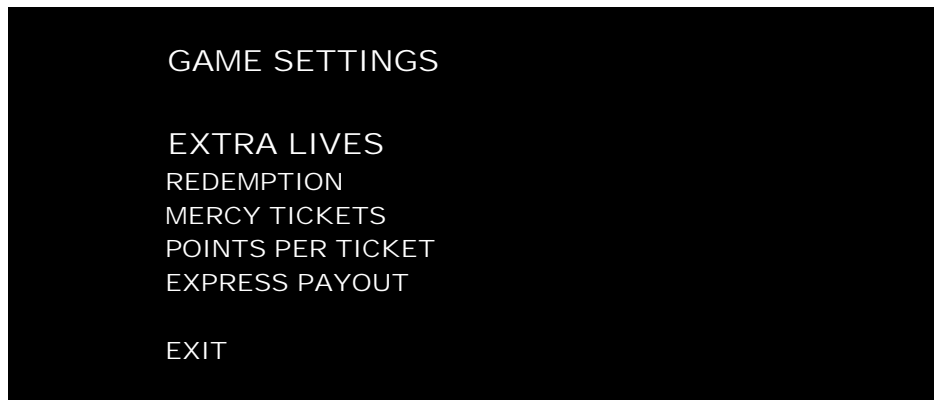 GAME SETTINGS
EXTRA LIVES
REDEMPTION
MERCY TICKETS
POINTS PER TICKET
EXPRESS PAYOUT
EXIT